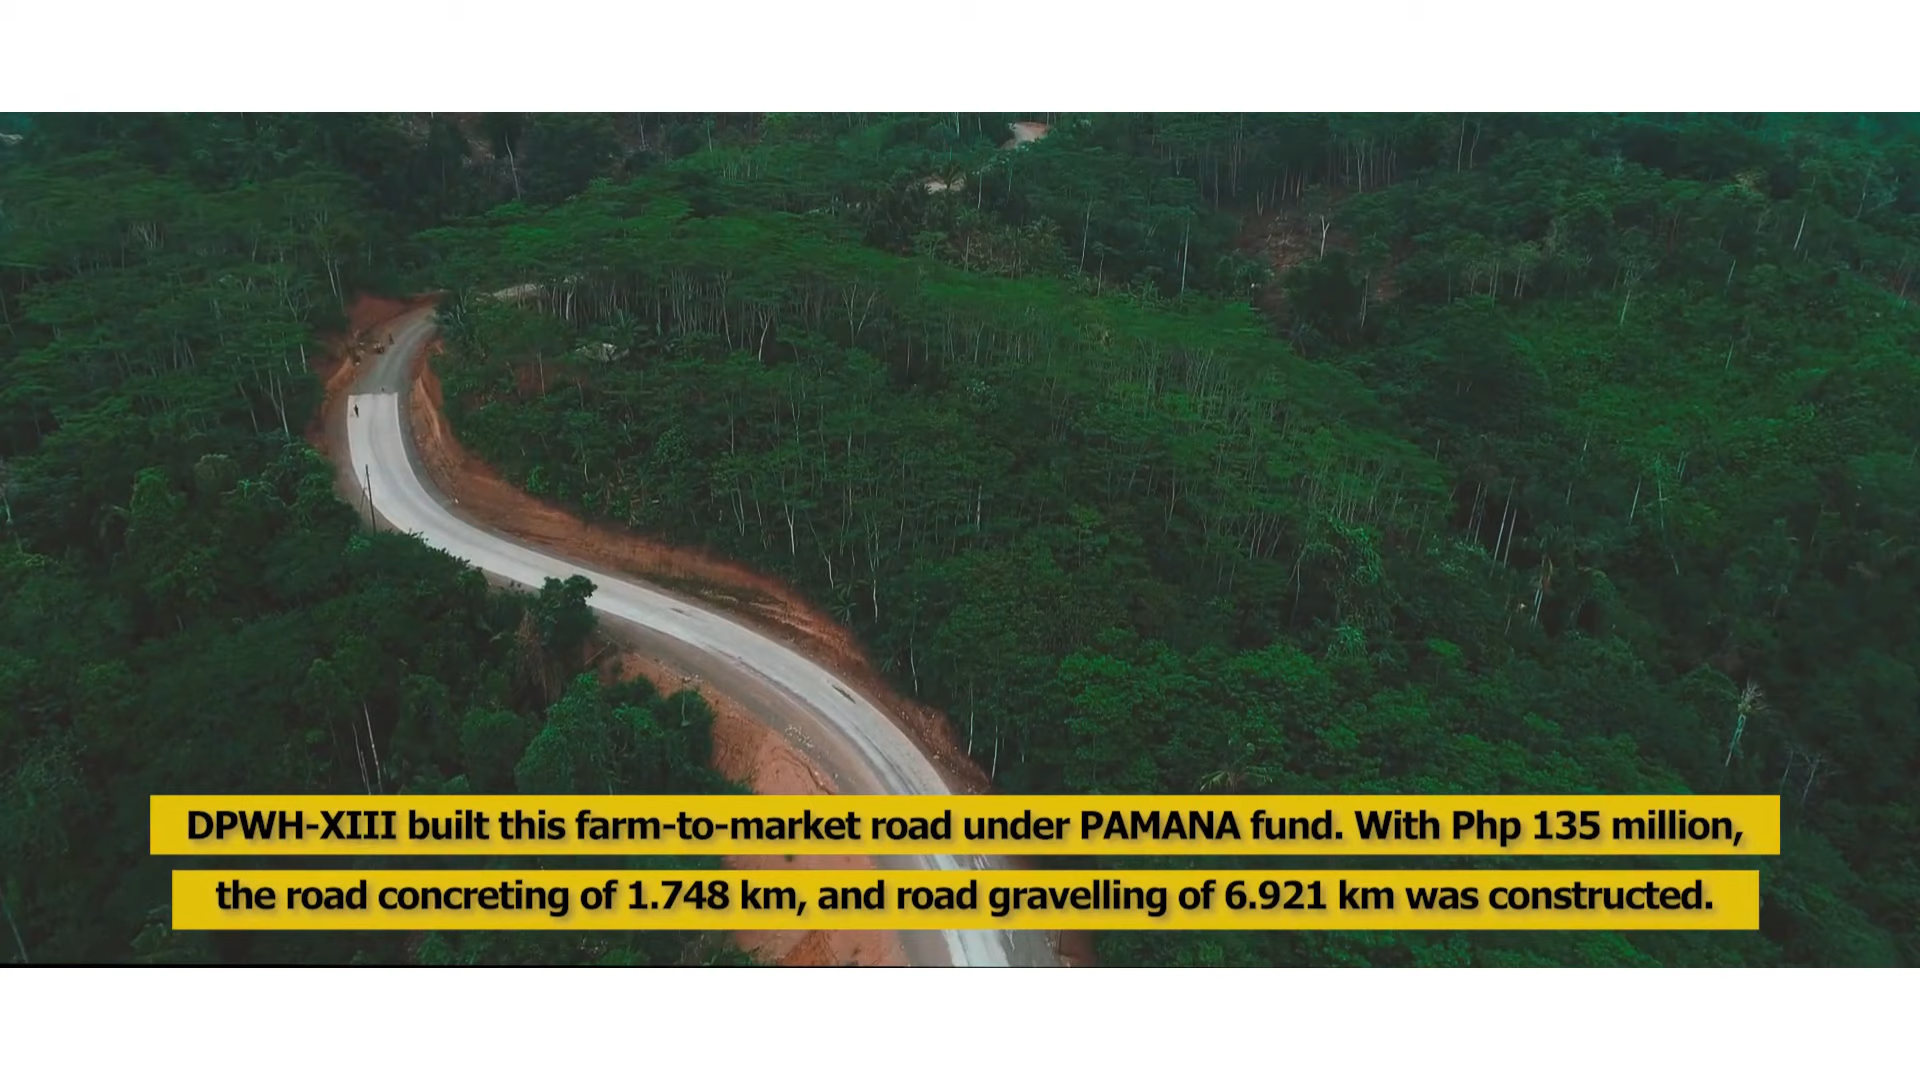 DPWH-XIII built this farm-to-market road under PAMANA fund. With Php 135 million,
the road concreting of 1.748 km, and road gravelling of 6.921 km was constructed.